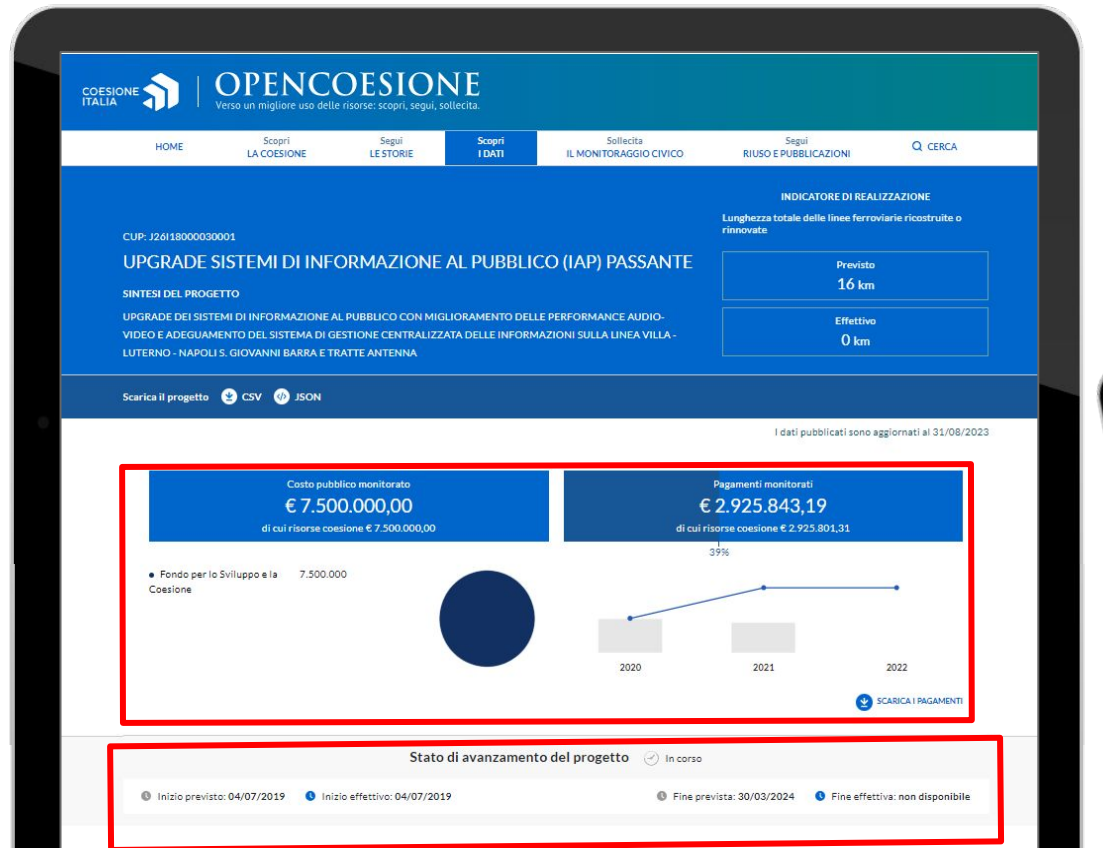 COESIONE
ITALIA
OPENCOESIONE
Verso un migliore uso delle risorse: scopri, segui, sollecita.
HOME
Scopri
LA COESIONE
Segui
LE STORIE
Scopri
I DATI
Sollecita
IL MONITORAGGIO CIVICO
Segui
RIUSO E PUBBLICAZIONI
CERCA
CUP: J26I18000030001
UPGRADE SISTEMI DI INFORMAZIONE AL PUBBLICO (IAP) PASSANTE
SINTESI DEL PROGETTO
UPGRADE DEI SISTEMI DI INFORMAZIONE AL PUBBLICO CON MIGLIORAMENTO DELLE PERFORMANCE AUDIO-
VIDEO E ADEGUAMENTO DEL SISTEMA DI GESTIONE CENTRALIZZATA DELLE INFORMAZIONI SULLA LINEA VILLA -
LUTERNO - NAPOLI S. GIOVANNI BARRA E TRATTE ANTENNA
INDICATORE DI REALIZZAZIONE
Lunghezza totale delle linee ferroviarie ricostruite o
rinnovate
Previsto
16 km
Effettivo
0 km
Scarica il progetto CSV JSON
I dati pubblicati sono aggiornati al 31/08/2023
Costo pubblico monitorato
€ 7.500.000,00
di cui risorse coesione € 7.500.000,00
Pagamenti monitorati
€ 2.925.843,19
di cui risorse coesione € 2.925.801,31
39%
Fondo per lo Sviluppo e la 7.500.000
Coesione
2020 2021 2022
SCARICA I PAGAMENTI
Stato di avanzamento del progetto In corso
Inizio previsto: 04/07/2019 Inizio effettivo: 04/07/2019 Fine prevista: 30/03/2024 Fine effettiva: non disponibile